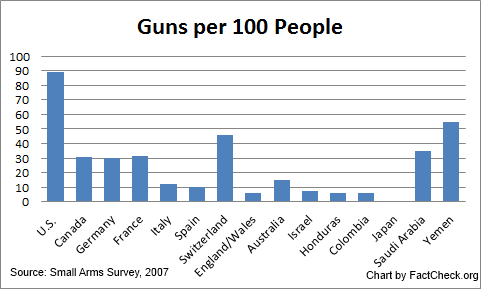 Guns per 100 People
100
90
80
70
60
50
40
30
20
10
0
U.S.
Canada
Germany
France
Italy
Spain
Switzerland
England/Wales
Australia
Israel
Honduras
Colombia
Japan
Saudi Arabia
Yemen
Source: Small Arms Survey, 2007
Chart by FactCheck.org